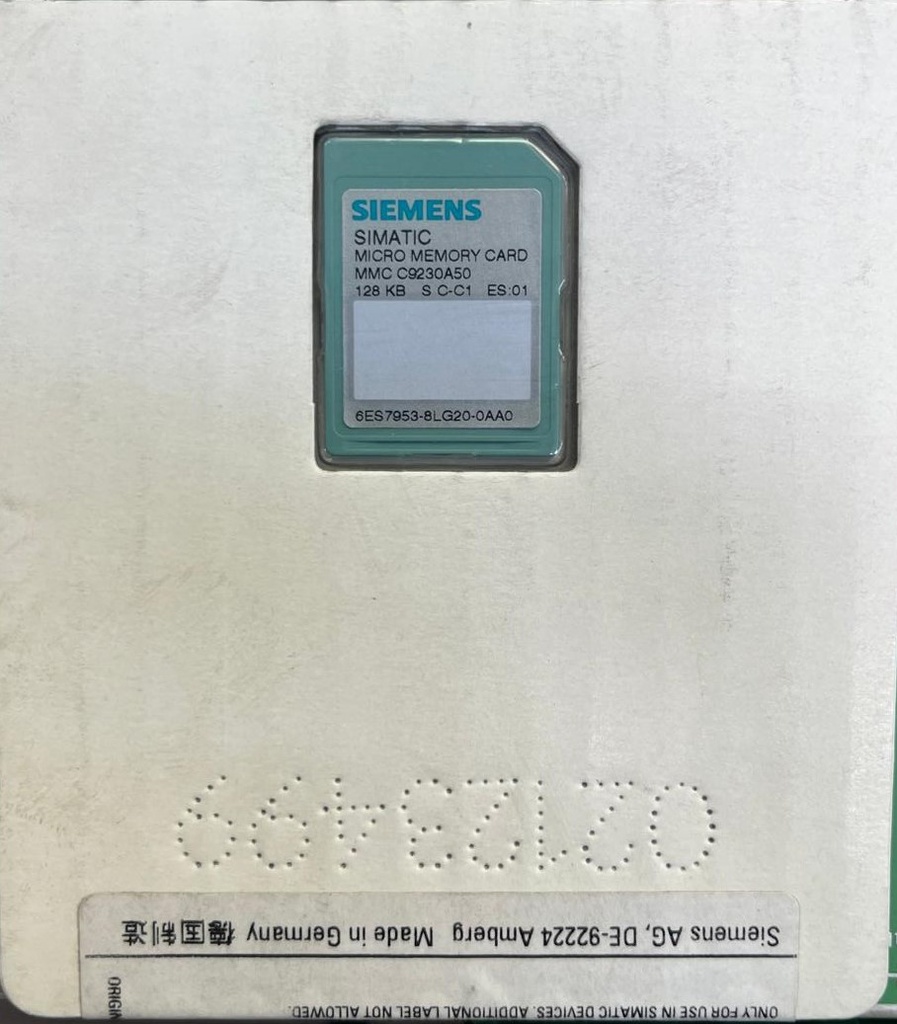 SIEMENS
SIMATIC
MICRO MEMORY CARD
MMC C9230A50
128 KB S C-C1 ES:01
6ES7953-8LG20-0AA0
02123499
Siemens AG, DE-92224 Amberg Made in Germany 德国制造
ONLY FOR USE IN SIMATIC DEVICES. ADDITIONAL LABEL NOT ALLOWED.